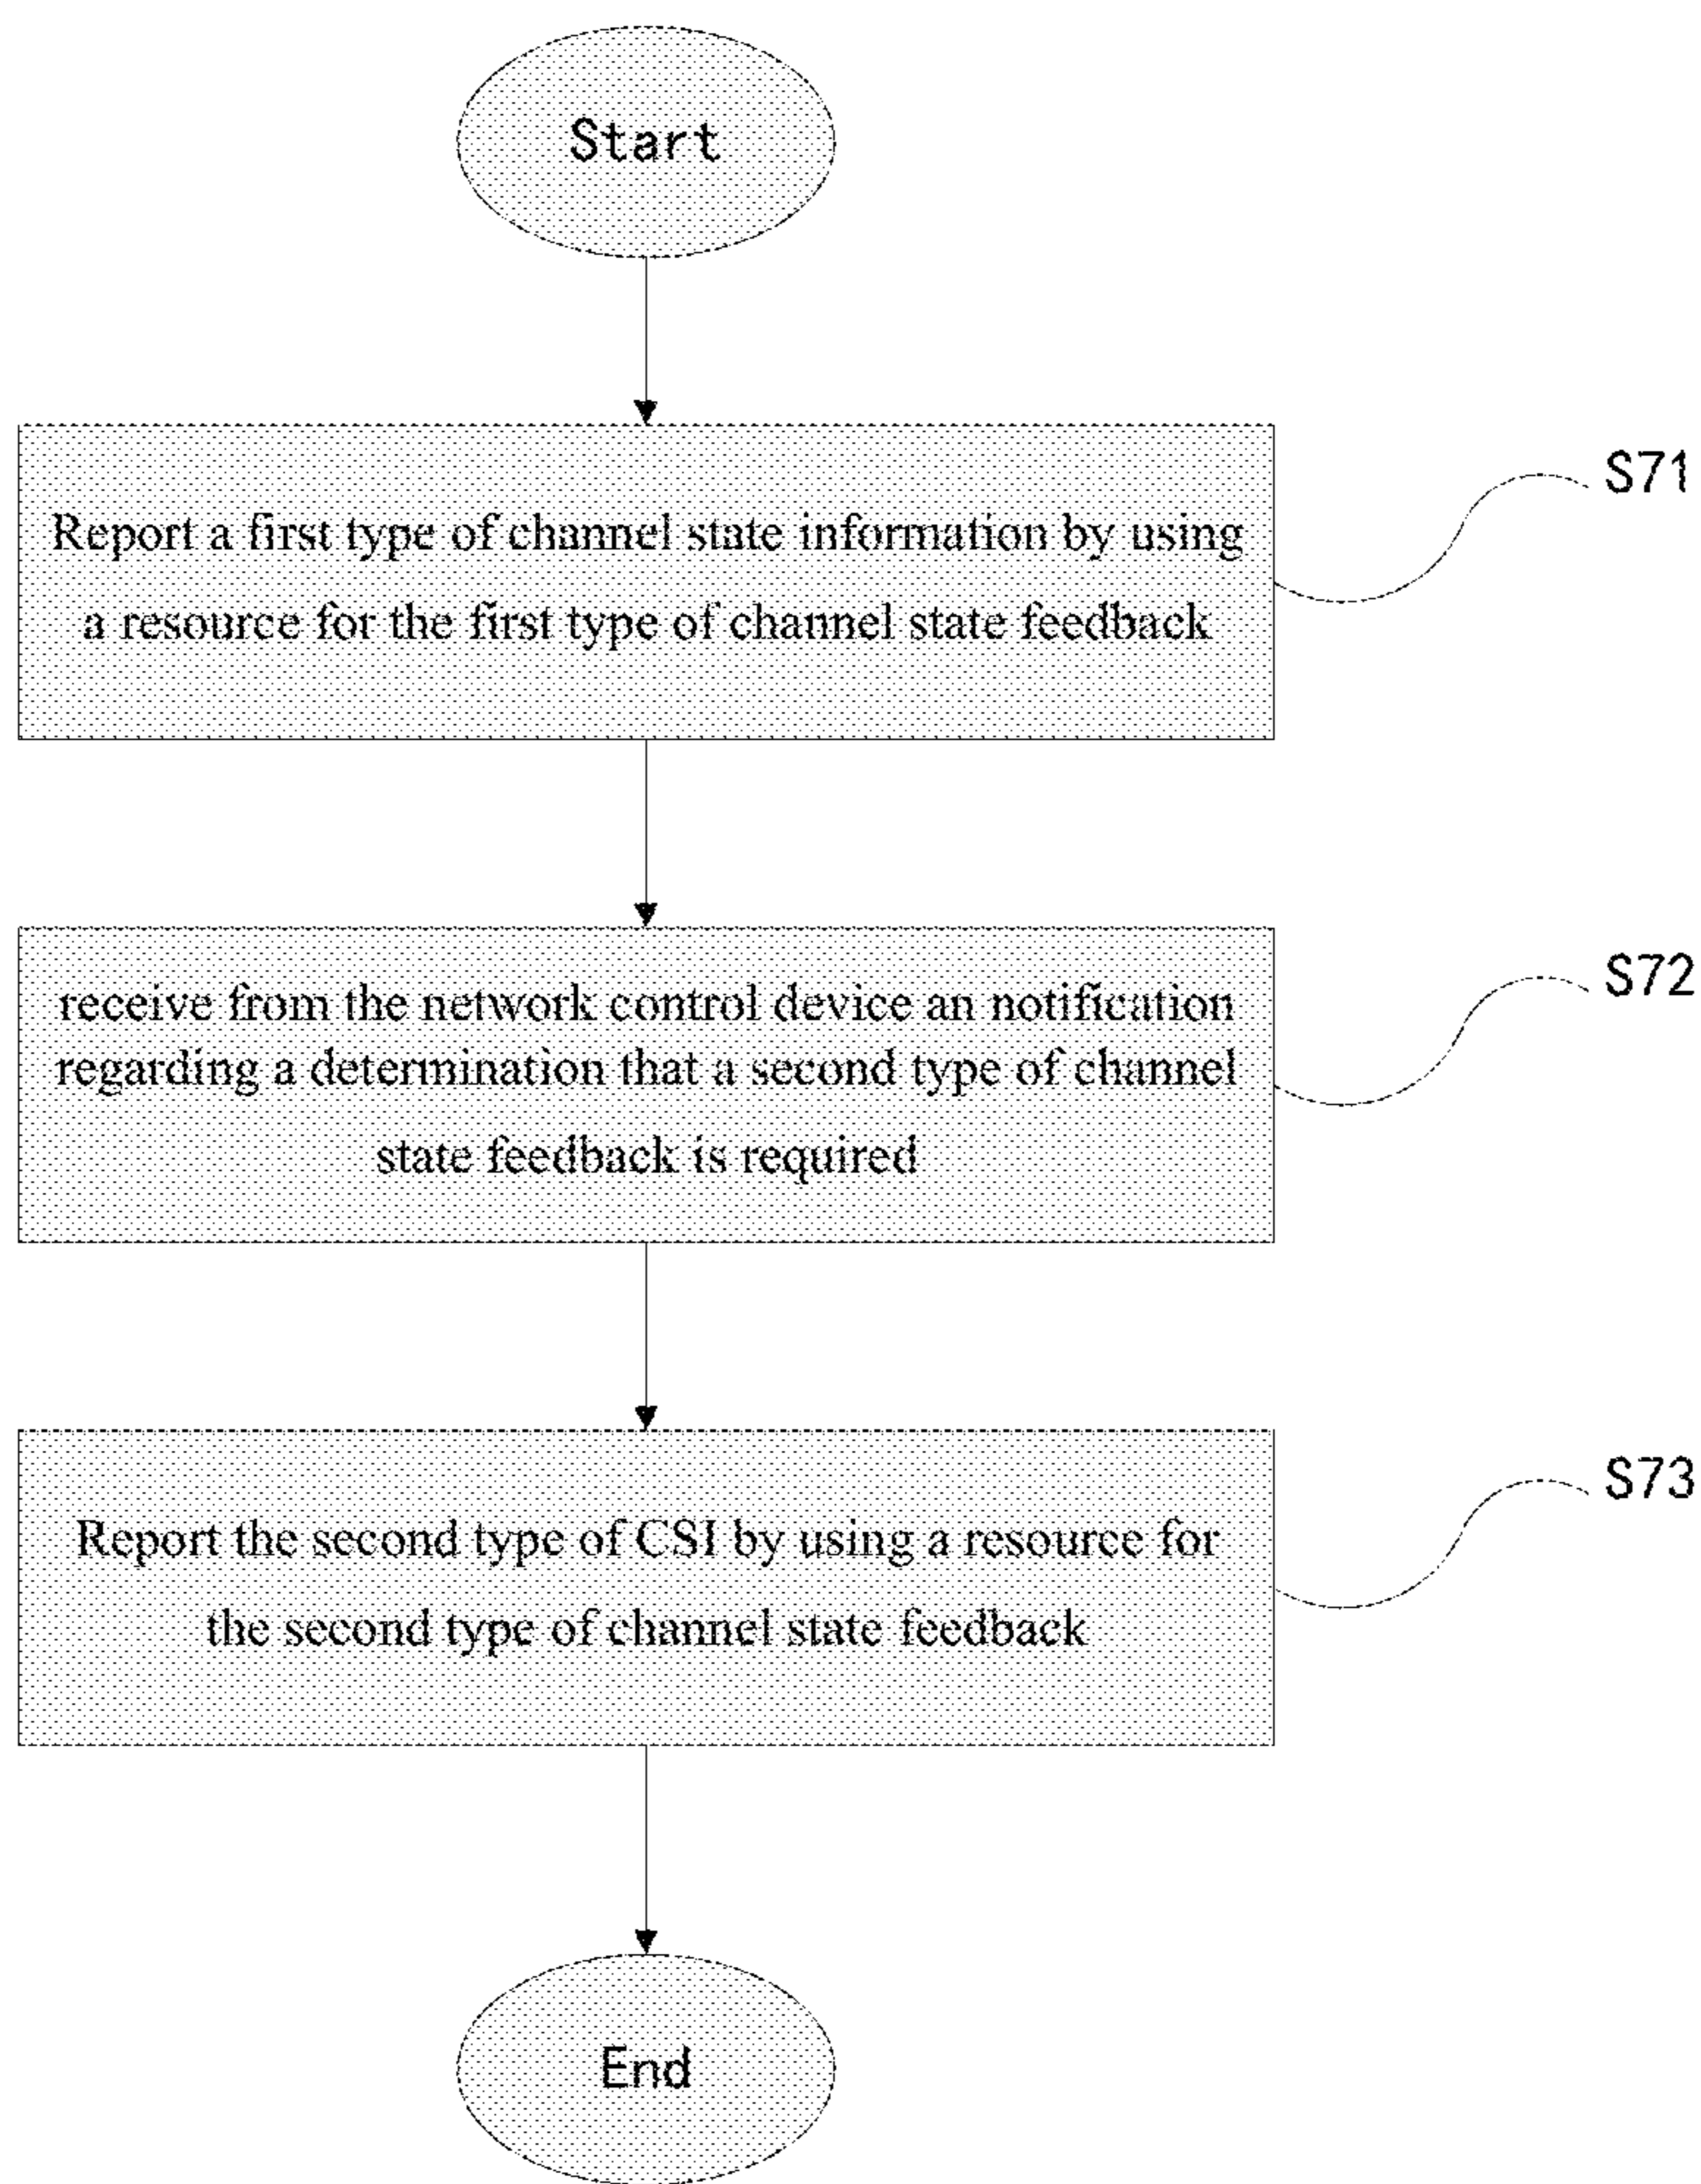 Start
S71
Report a first type of channel state information by using
a resource for the first type of channel state feedback
S72
receive from the network control device an notification
regarding a determination that a second type of channel
state feedback is required
S73
Report the second type of CSI by using a resource for
the second type of channel state feedback
End